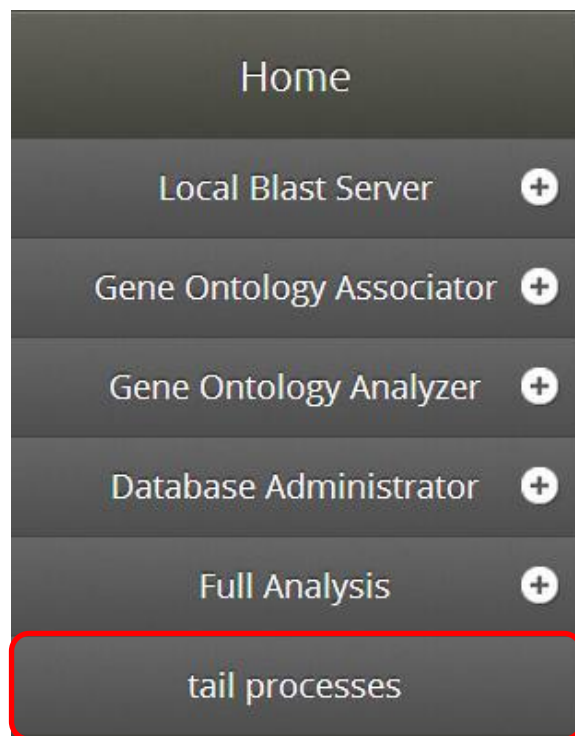 Home
Local Blast Server
Gene Ontology Associator
Gene Ontology Analyzer
Database Administrator
Full Analysis
tail processes